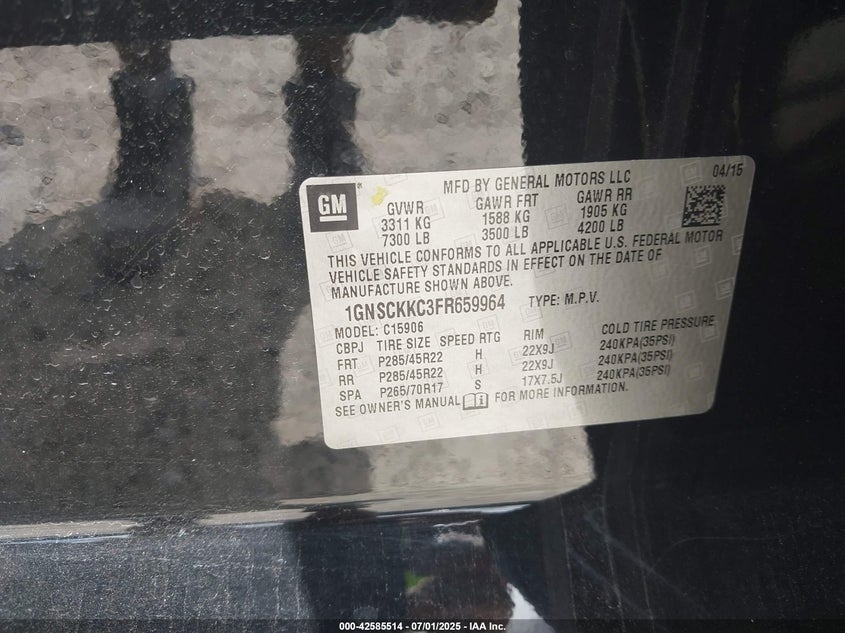 GM
MFD BY GENERAL MOTORS LLC 04/15
GVWR GAWR FRT GAWR RR
3311 KG 1588 KG 1905 KG
7300 LB 3500 LB 4200 LB
THIS VEHICLE CONFORMS TO ALL APPLICABLE U.S. FEDERAL MOTOR
VEHICLE SAFETY STANDARDS IN EFFECT ON THE DATE OF
MANUFACTURE SHOWN ABOVE.
1GNSCKKC3FR659964 TYPE: M.P.V.
MODEL: C15906
CBPJ TIRE SIZE SPEED RTG RIM COLD TIRE PRESSURE
FRT P285/45R22 H 22X9J 240KPA(35PSI)
RR P285/45R22 H 22X9J 240KPA(35PSI)
SPA P265/70R17 S 17X7.5J 240KPA(35PSI)
SEE OWNER'S MANUAL FOR MORE INFORMATION.
000-42585514 - 07/01/2025 - IAA Inc.